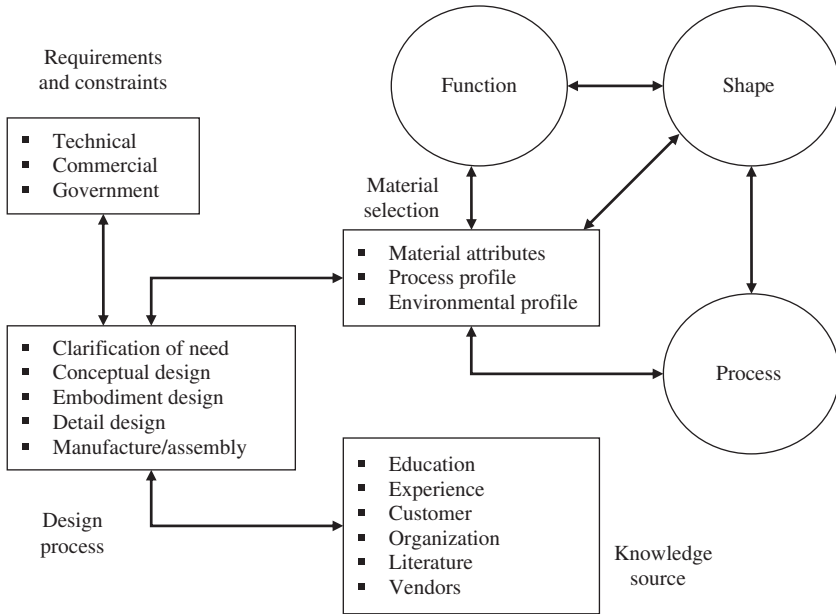 Requirements
and constraints
▪ Technical
▪ Commercial
▪ Government
Function
Shape
Material
selection
▪ Material attributes
▪ Process profile
▪ Environmental profile
▪ Clarification of need
▪ Conceptual design
▪ Embodiment design
▪ Detail design
▪ Manufacture/assembly
Process
Design
process
▪ Education
▪ Experience
▪ Customer
▪ Organization
▪ Literature
▪ Vendors
Knowledge
source